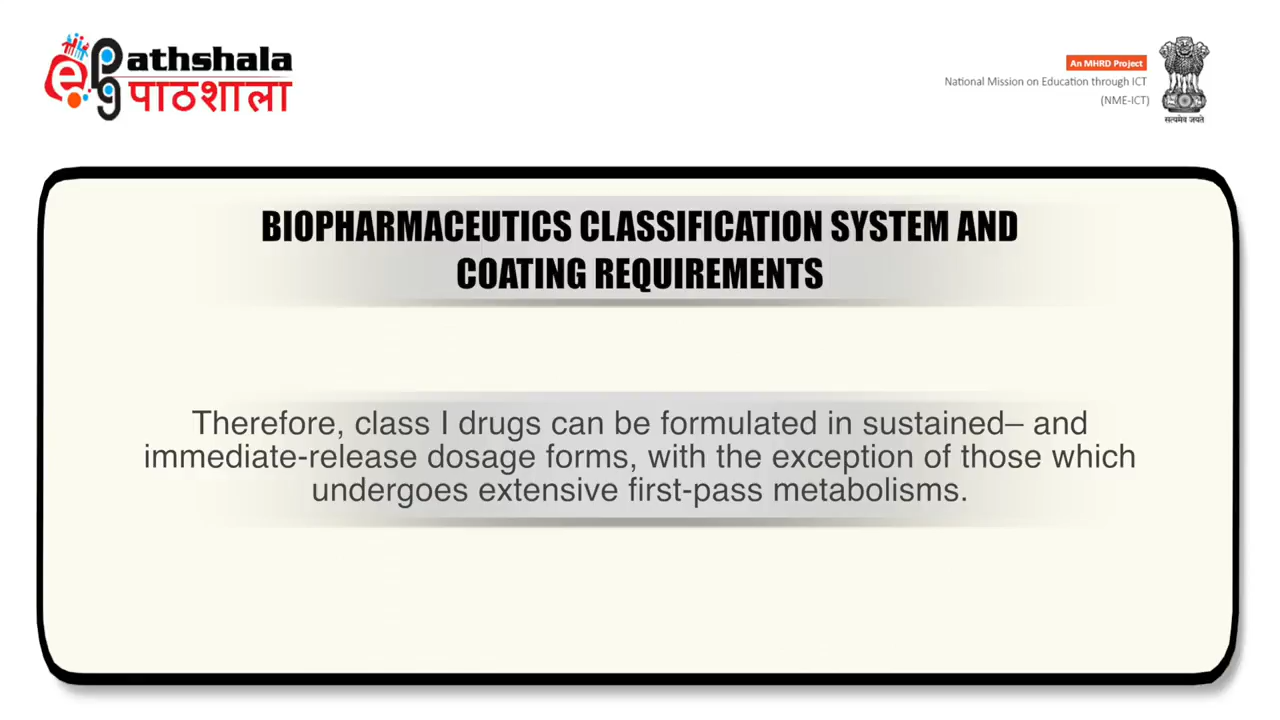 e
pg
athshala
पाठशाला
An MHRD Project
National Mission on Education through ICT
(NME-ICT)
सत्यमेव जयते
BIOPHARMACEUTICS CLASSIFICATION SYSTEM AND
COATING REQUIREMENTS
Therefore, class I drugs can be formulated in sustained– and
immediate-release dosage forms, with the exception of those which
undergoes extensive first-pass metabolisms.